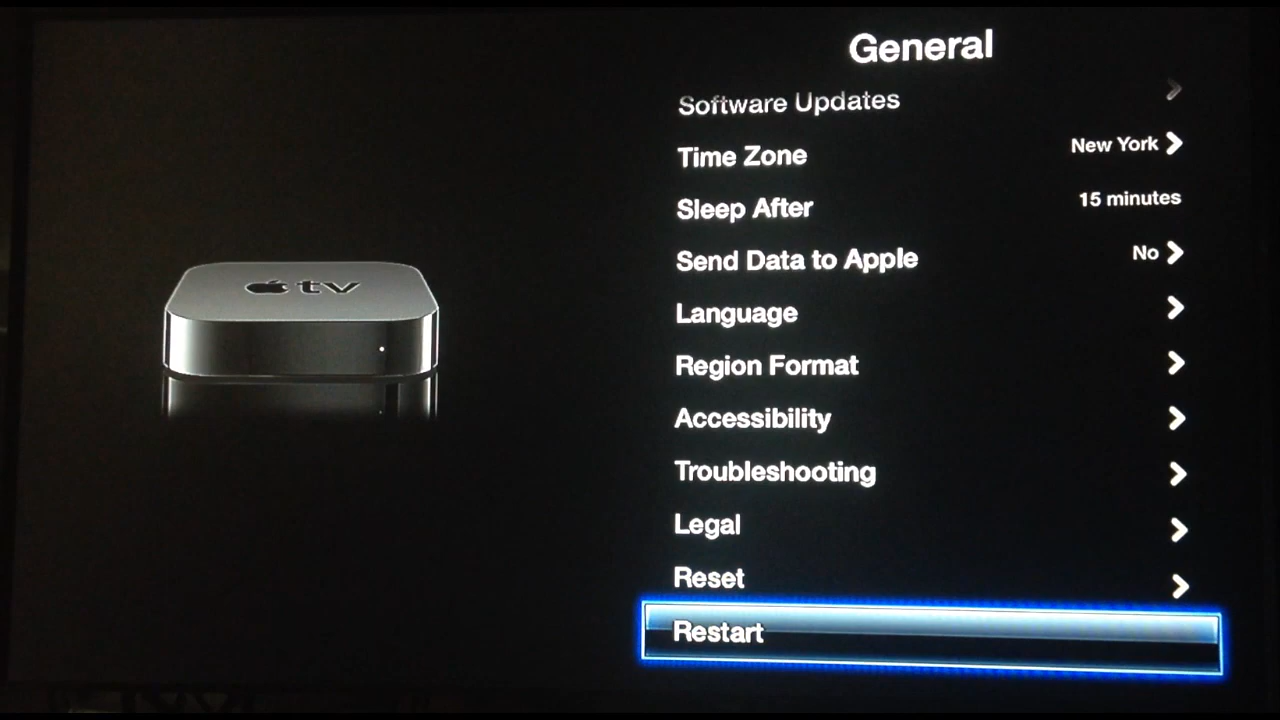 General
Software Updates
Time Zone New York
Sleep After 15 minutes
Send Data to Apple No
Language
Region Format
Accessibility
Troubleshooting
Legal
Reset
Restart
tv